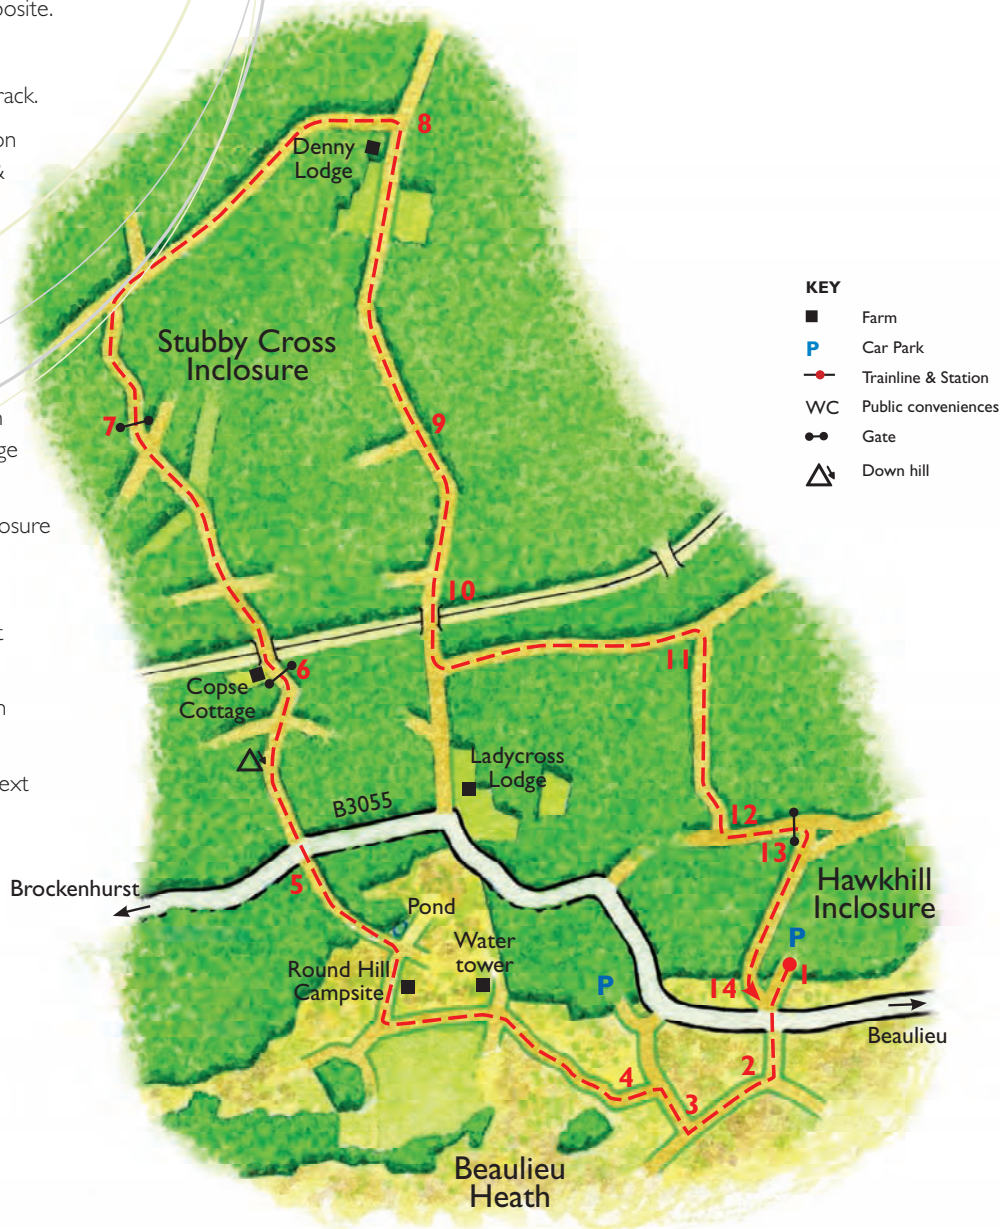 posite.
rack.
on
&
n
ge
osure
t
n
ext
8
Denny
Lodge
Stubby Cross
Inclosure
KEY
Farm
P Car Park
Trainline & Station
WC Public conveniences
Gate
Down hill
7
9
10
11
6
Copse
Cottage
Ladycross
Lodge
B3055
12
13
5
Brockenhurst
Hawkhill
Inclosure
Pond
Water
tower
P
Round Hill
Campsite
P
1
14
Beaulieu
2
4
3
Beaulieu
Heath